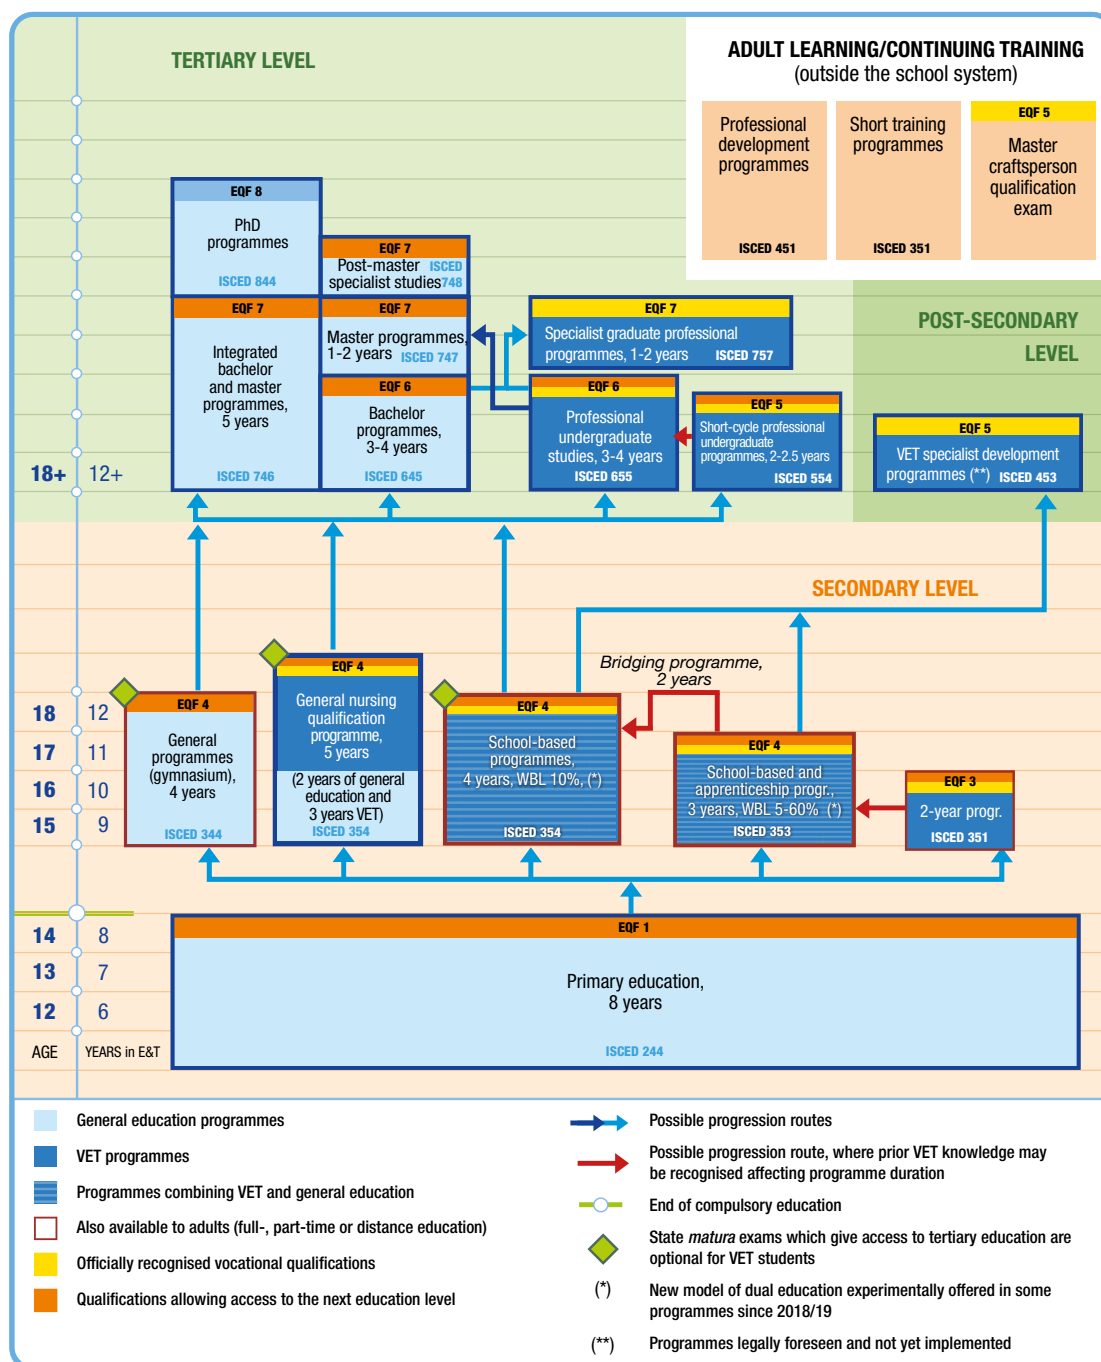 TERTIARY LEVEL
ADULT LEARNING/CONTINUING TRAINING
(outside the school system)
Professional
development
programmes
ISCED 451
Short training
programmes
ISCED 351
EQF 5
Master
craftsperson
qualification
exam
EQF 8
PhD
programmes
ISCED 844
EQF 7
Post-master ISCED
specialist studies 748
EQF 7
Integrated
bachelor
and master
programmes,
5 years
ISCED 746
EQF 7
Master programmes,
1-2 years ISCED 747
EQF 6
Bachelor
programmes,
3-4 years
ISCED 645
EQF 7
Specialist graduate professional
programmes, 1-2 years ISCED 757
EQF 6
Professional
undergraduate
studies, 3-4 years
ISCED 655
EQF 5
Short-cycle professional
undergraduate
programmes, 2-2.5 years
ISCED 554
POST-SECONDARY
LEVEL
EQF 5
VET specialist development
programmes (**) ISCED 453
18+ 12+
SECONDARY LEVEL
Bridging programme,
2 years
EQF 4
General
programmes
(gymnasium),
4 years
ISCED 344
EQF 4
General nursing
qualification
programme,
5 years
(2 years of general
education and
3 years VET)
ISCED 354
EQF 4
School-based
programmes,
4 years, WBL 10%, (*)
ISCED 354
EQF 4
School-based and
apprenticeship progr.,
3 years, WBL 5-60% (*)
ISCED 353
EQF 3
2-year progr.
ISCED 351
18 12
17 11
16 10
15 9
14 8
13 7
12 6
AGE YEARS in E&T
EQF 1
Primary education,
8 years
ISCED 244
General education programmes
VET programmes
Programmes combining VET and general education
Also available to adults (full-, part-time or distance education)
Officially recognised vocational qualifications
Qualifications allowing access to the next education level
Possible progression routes
Possible progression route, where prior VET knowledge may
be recognised affecting programme duration
End of compulsory education
State matura exams which give access to tertiary education are
optional for VET students
(*) New model of dual education experimentally offered in some
programmes since 2018/19
(**) Programmes legally foreseen and not yet implemented